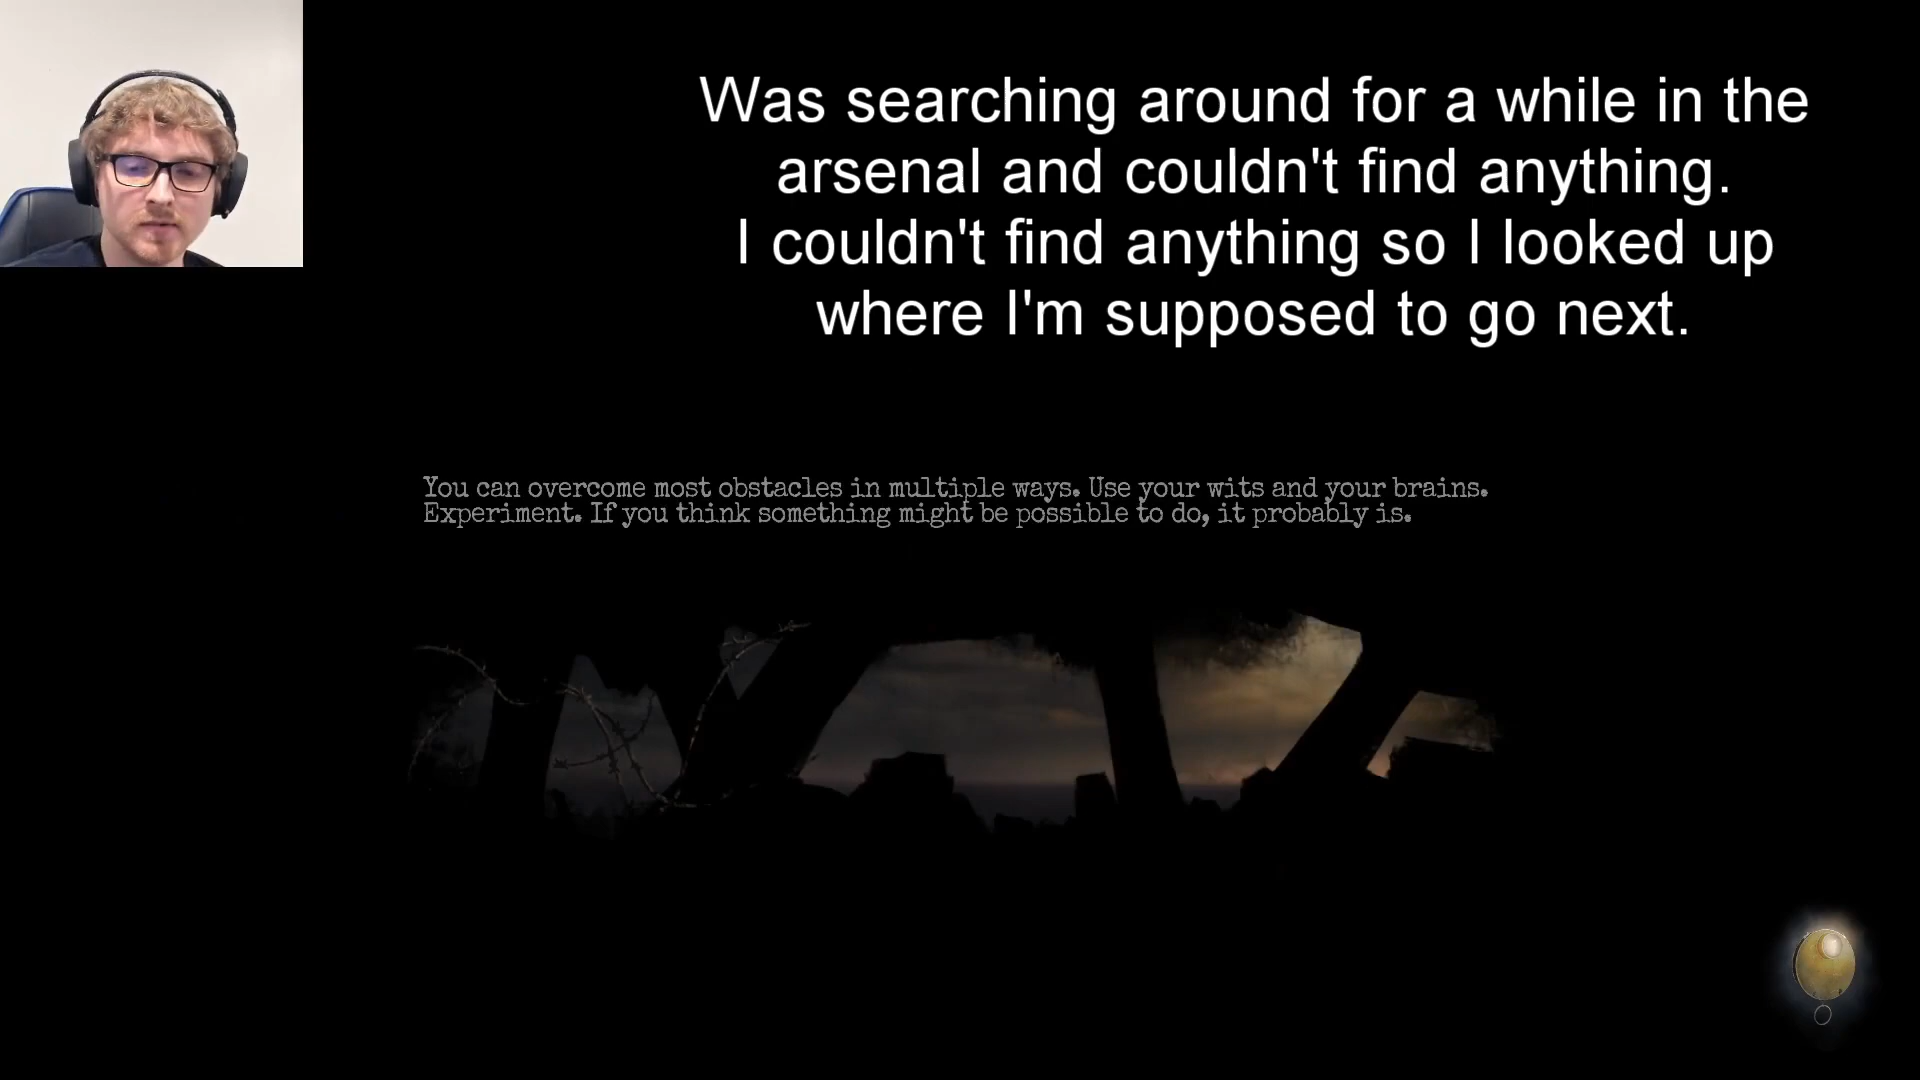 Was searching around for a while in the
arsenal and couldn't find anything.
I couldn't find anything so I looked up
where I'm supposed to go next.
You can overcome most obstacles in multiple ways. Use your wits and your brains.
Experiment. If you think something might be possible to do, it probably is.